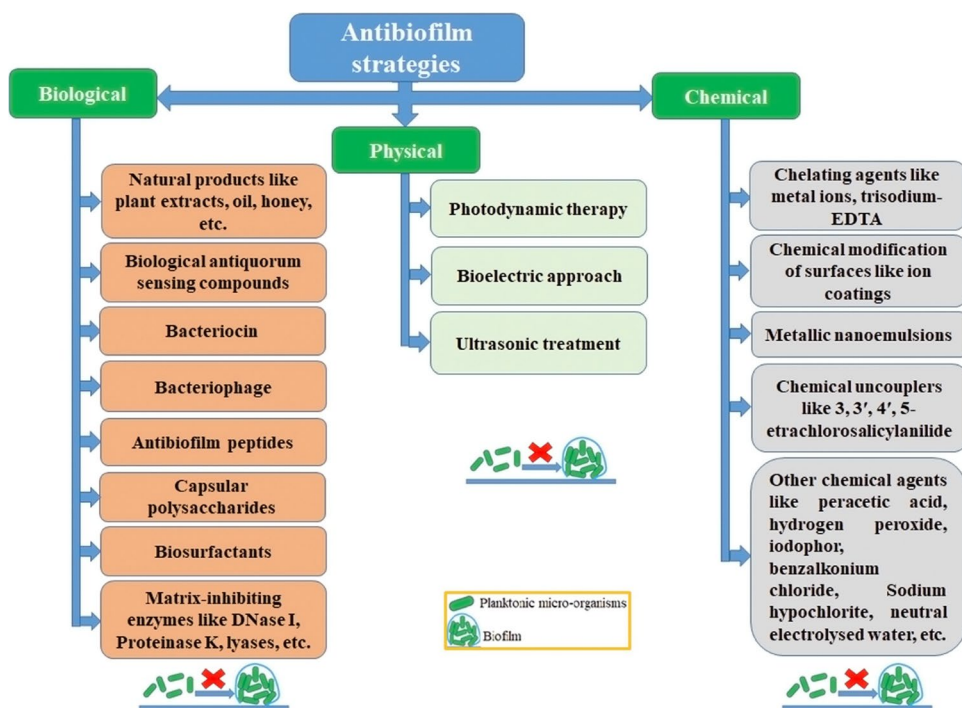 Antibiofilm
strategies
Biological
Physical
Chemical
Natural products like
plant extracts, oil, honey,
etc.
Biological antiquorum
sensing compounds
Bacteriocin
Bacteriophage
Antibiofilm peptides
Capsular
polysaccharides
Biosurfactants
Matrix-inhibiting
enzymes like DNase I,
Proteinase K, lyases, etc.
Photodynamic therapy
Bioelectric approach
Ultrasonic treatment
Chelating agents like
metal ions, trisodium-
EDTA
Chemical modification
of surfaces like ion
coatings
Metallic nanoemulsions
Chemical uncouplers
like 3, 3′, 4′, 5-
etrachlorosalicylanilide
Other chemical agents
like peracetic acid,
hydrogen peroxide,
iodophor,
benzalkonium
chloride, Sodium
hypochlorite, neutral
electrolysed water, etc.
Planktonic micro-organisms
Biofilm